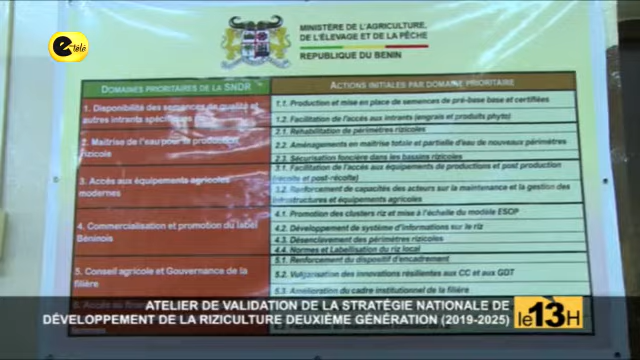 e télé
MINISTÈRE DE L'AGRICULTURE,
DE L'ÉLEVAGE ET DE LA PÊCHE
REPUBLIQUE DU BENIN
DOMAINES PRIORITAIRES DE LA SNDR
ACTIONS INITIALES PAR DOMAINE PRIORITAIRE
1. Disponibilité des semences de qualité et
autres intrants spécifiques
1.1. Production et mise en place de semences de pré-base base et certifiées
1.2. Facilitation de l'accès aux intrants (engrais et produits phyto)
2. Maitrise de l'eau pour la production
rizicole
2.1. Réhabilitation de périmètres rizicoles
2.2. Aménagements en maitrise totale et partielle d'eau de nouveaux périmètres
2.3. Sécurisation foncière dans les bassins rizicoles
3. Accès aux équipements agricoles
modernes
3.1. Facilitation de l'accès aux équipements de productions et post production
(récolte et post-récolte)
3.2. Renforcement de capacités des acteurs sur la maintenance et la gestion des
infrastructures et équipements agricoles
4. Commercialisation et promotion du label
Béninois
4.1. Promotion des clusters riz et mise à l'échelle du modèle ESOP
4.2. Développement de système d'informations sur le riz
4.3. Désenclavement des périmètres rizicoles
4.4. Normes et Labellisation du riz local
5. Conseil agricole et Gouvernance de la
filière
5.1. Renforcement du dispositif d'encadrement
5.2. Vulgarisation des innovations résilientes aux CC et aux GDT
5.3. Amélioration du cadre institutionnel de la filière
ATELIER DE VALIDATION DE LA STRATÉGIE NATIONALE DE
DÉVELOPPEMENT DE LA RIZICULTURE DEUXIÈME GÉNÉRATION (2019-2025)
le 13H